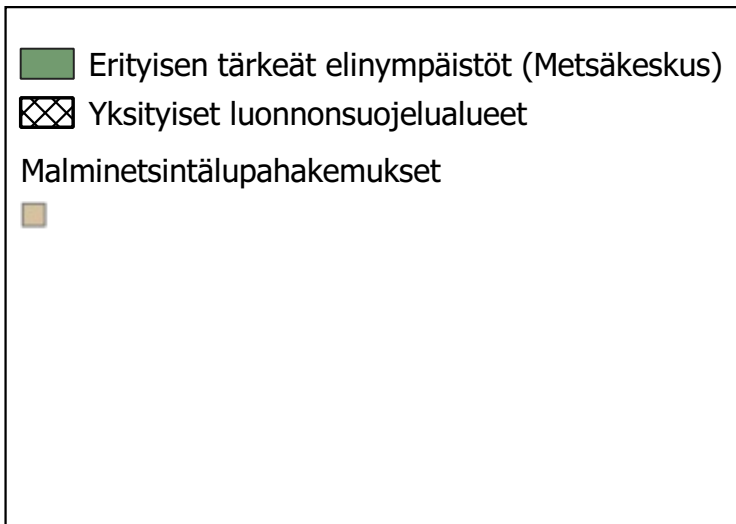 Erityisen tärkeät elinympäistöt (Metsäkeskus)
Yksityiset luonnonsuojelualueet
Malminetsintälupahakemukset